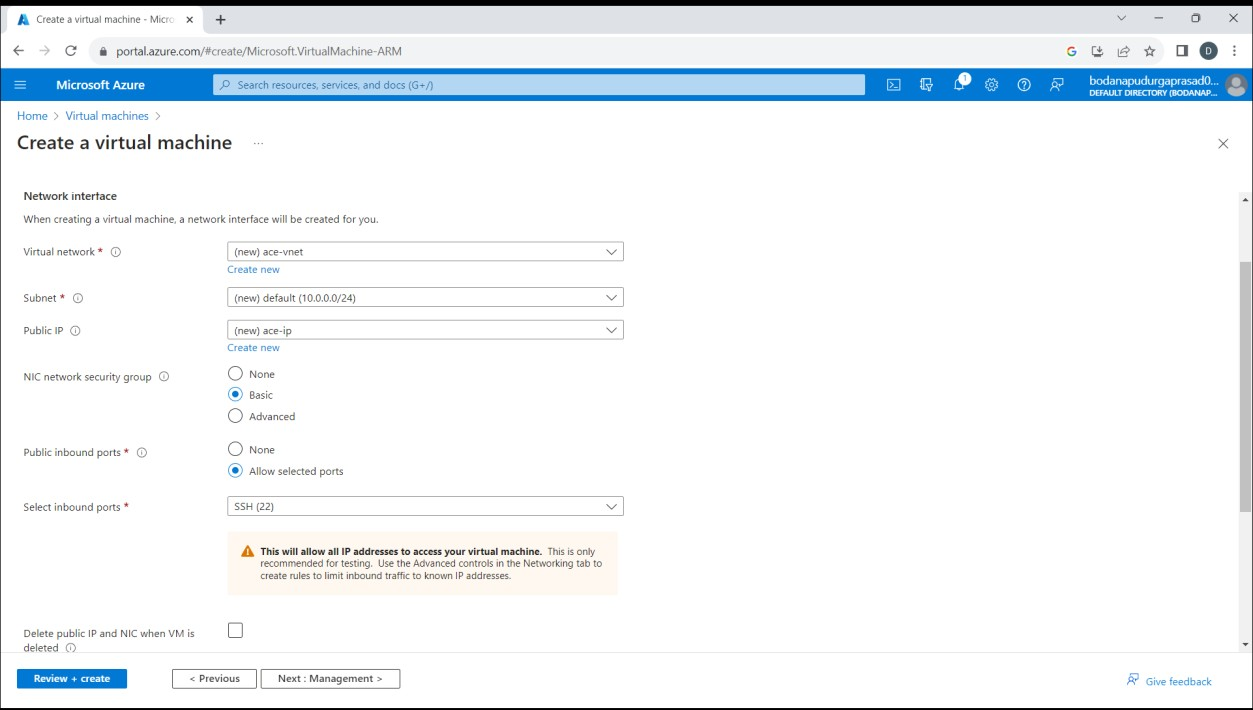 Create a virtual machine - Micro
portal.azure.com/#create/Microsoft.VirtualMachine-ARM
G
D
Microsoft Azure
Search resources, services, and docs (G+/)
1
bodanapudurgaprasad0...
DEFAULT DIRECTORY (BODANAP...
Home > Virtual machines >
Create a virtual machine ...
Network interface
When creating a virtual machine, a network interface will be created for you.
Virtual network *
(new) ace-vnet
Create new
Subnet *
(new) default (10.0.0.0/24)
Public IP
(new) ace-ip
Create new
NIC network security group
None
Basic
Advanced
Public inbound ports *
None
Allow selected ports
Select inbound ports *
SSH (22)
This will allow all IP addresses to access your virtual machine. This is only
recommended for testing. Use the Advanced controls in the Networking tab to
create rules to limit inbound traffic to known IP addresses.
Delete public IP and NIC when VM is
deleted
Review + create
< Previous
Next : Management >
Give feedback